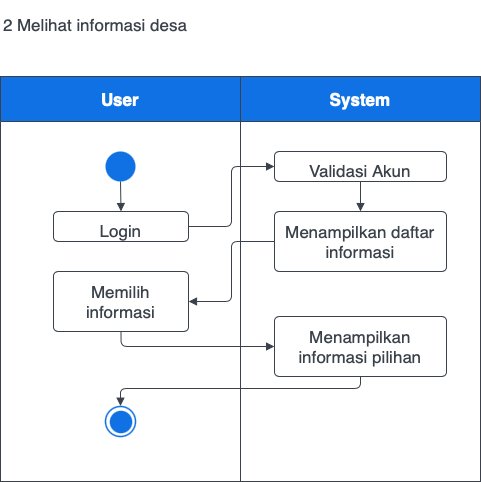 2 Melihat informasi desa
User
System
Validasi Akun
Login
Menampilkan daftar
informasi
Memilih
informasi
Menampilkan
informasi pilihan